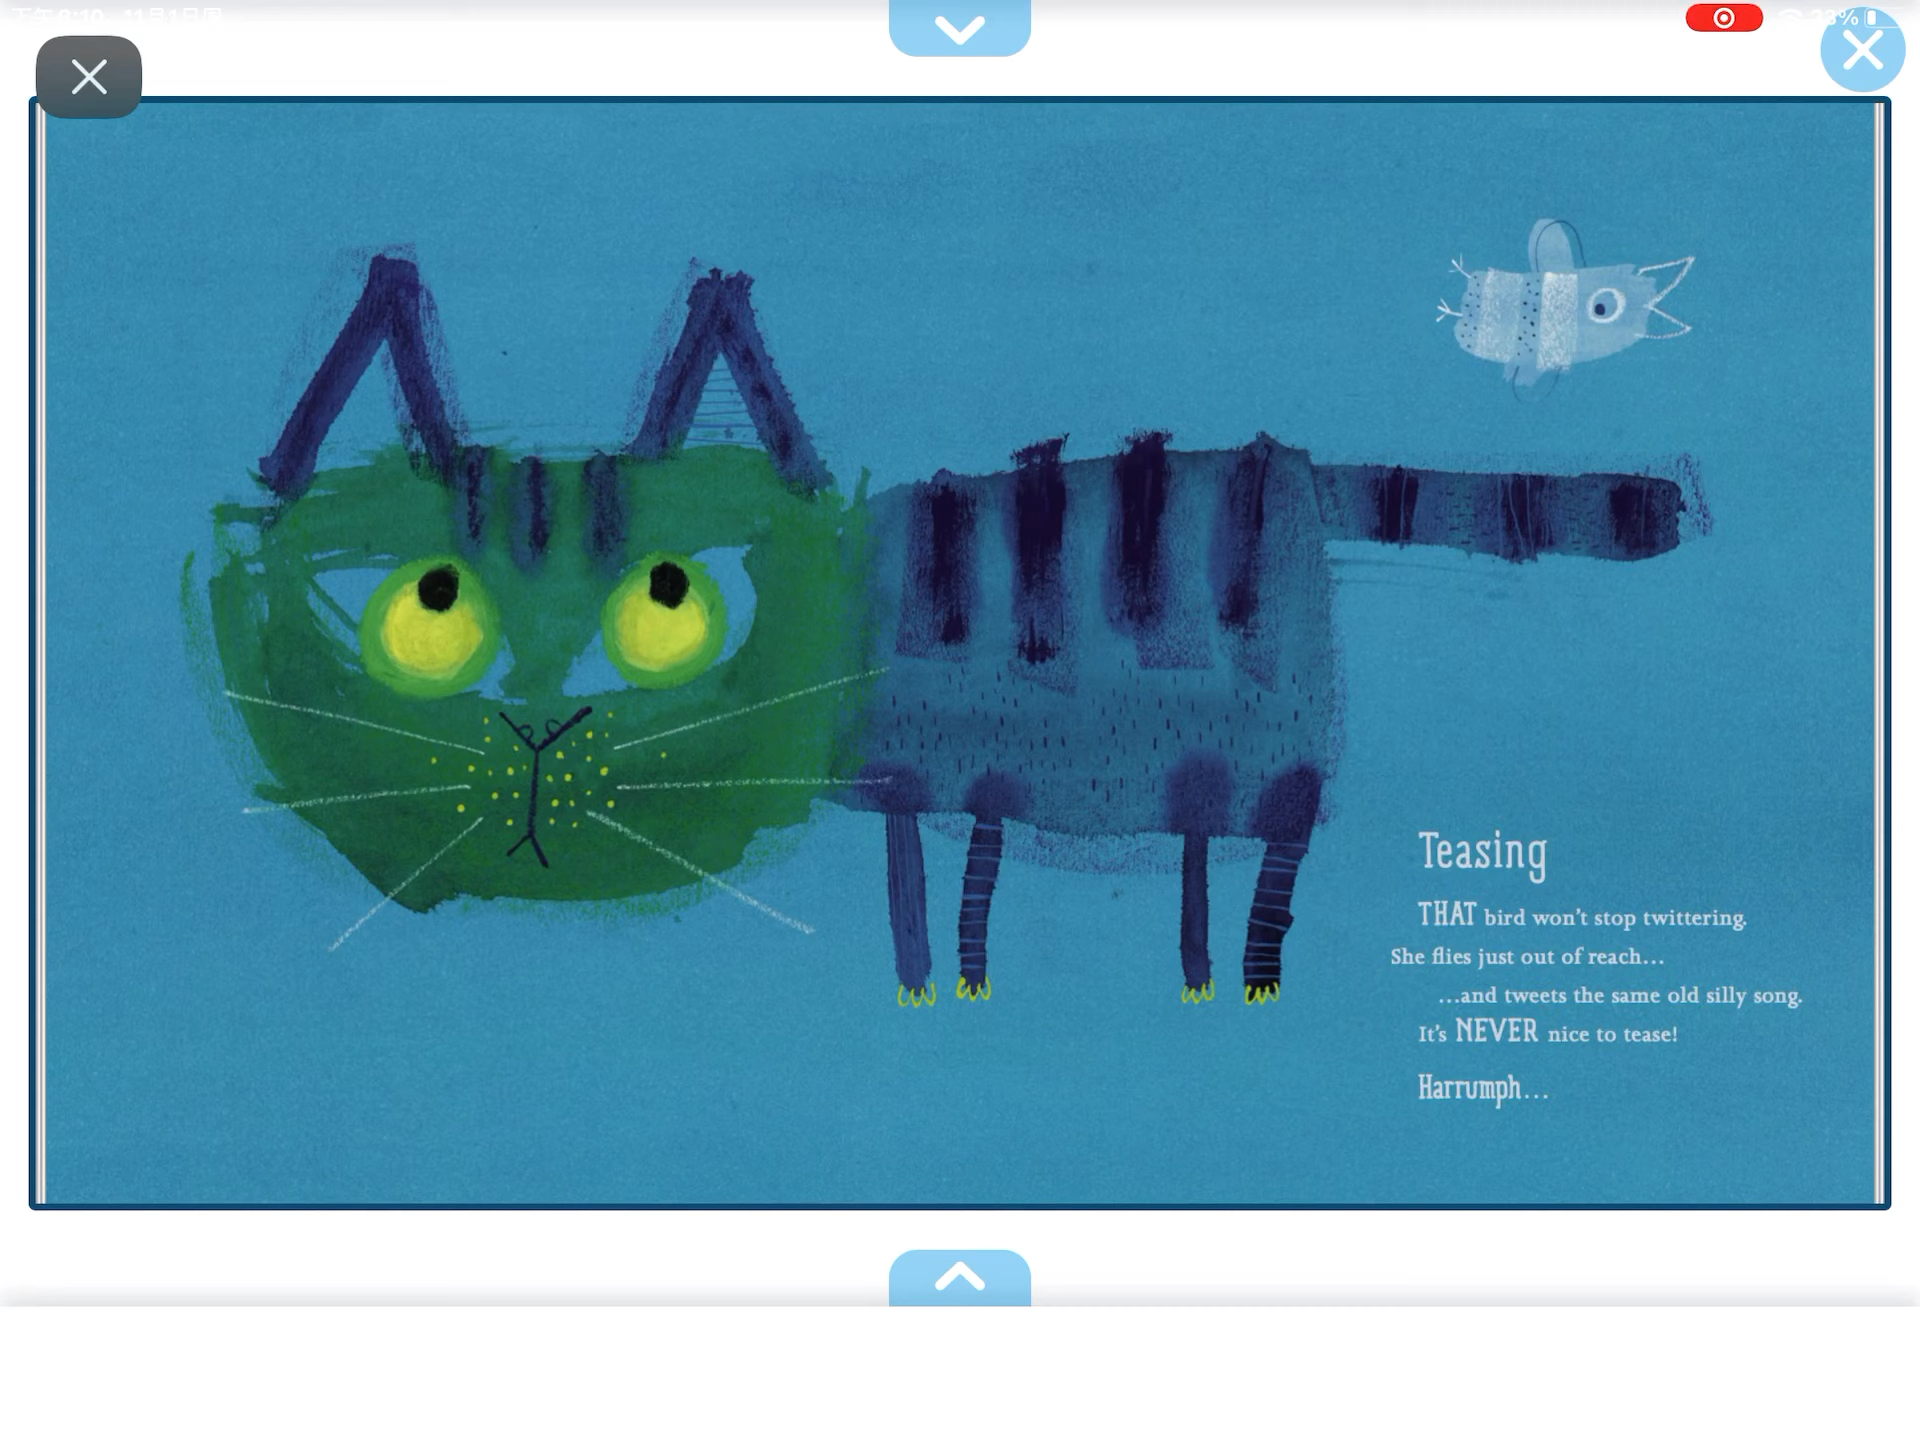 Teasing
THAT bird won't stop twittering.
She flies just out of reach...
...and tweets the same old silly song.
It's NEVER nice to tease!
Harrumph...